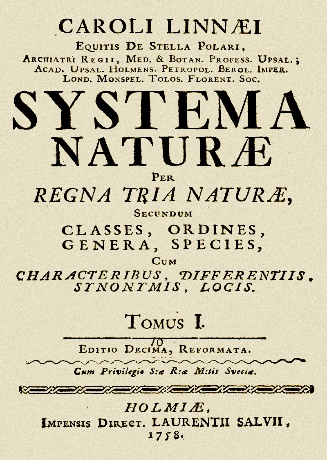 CAROLI LINNÆI
EQUITIS DE STELLA POLARI,
ARCHIATRI REGII, MED. & BOTAN. PROFESS. UPSAL.;
ACAD. UPSAL. HOLMENS. PETROPOL. BEROL. IMPER.
LOND. MONSPEL. TOLOS. FLORENT. SOC.
SYSTEMA
NATURÆ
PER
REGNA TRIA NATURÆ,
SECUNDUM
CLASSES, ORDINES,
GENERA, SPECIES,
CUM
CHARACTERIBUS, DIFFERENTIIS,
SYNONYMIS, LOCIS.
TOMUS I.
10
EDITIO DECIMA, REFORMATA.
Cum Privilegio S:æ R:æ M:tis Sveciæ.
HOLMIÆ,
IMPENSIS DIRECT. LAURENTII SALVII,
1758.